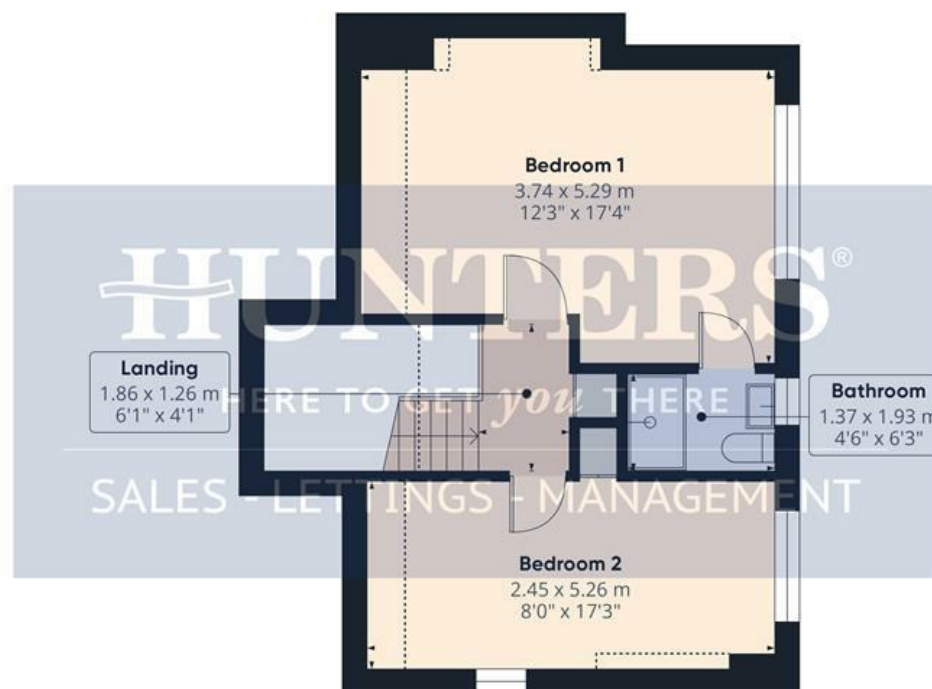 Bedroom 1
3.74 x 5.29 m
12'3" x 17'4"
HUNTERS®
Landing
1.86 x 1.26 m
6'1" x 4'1"
HERE TO GET you THERE
Bathroom
1.37 x 1.93 m
4'6" x 6'3"
SALES - LETTINGS - MANAGEMENT
Bedroom 2
2.45 x 5.26 m
8'0" x 17'3"